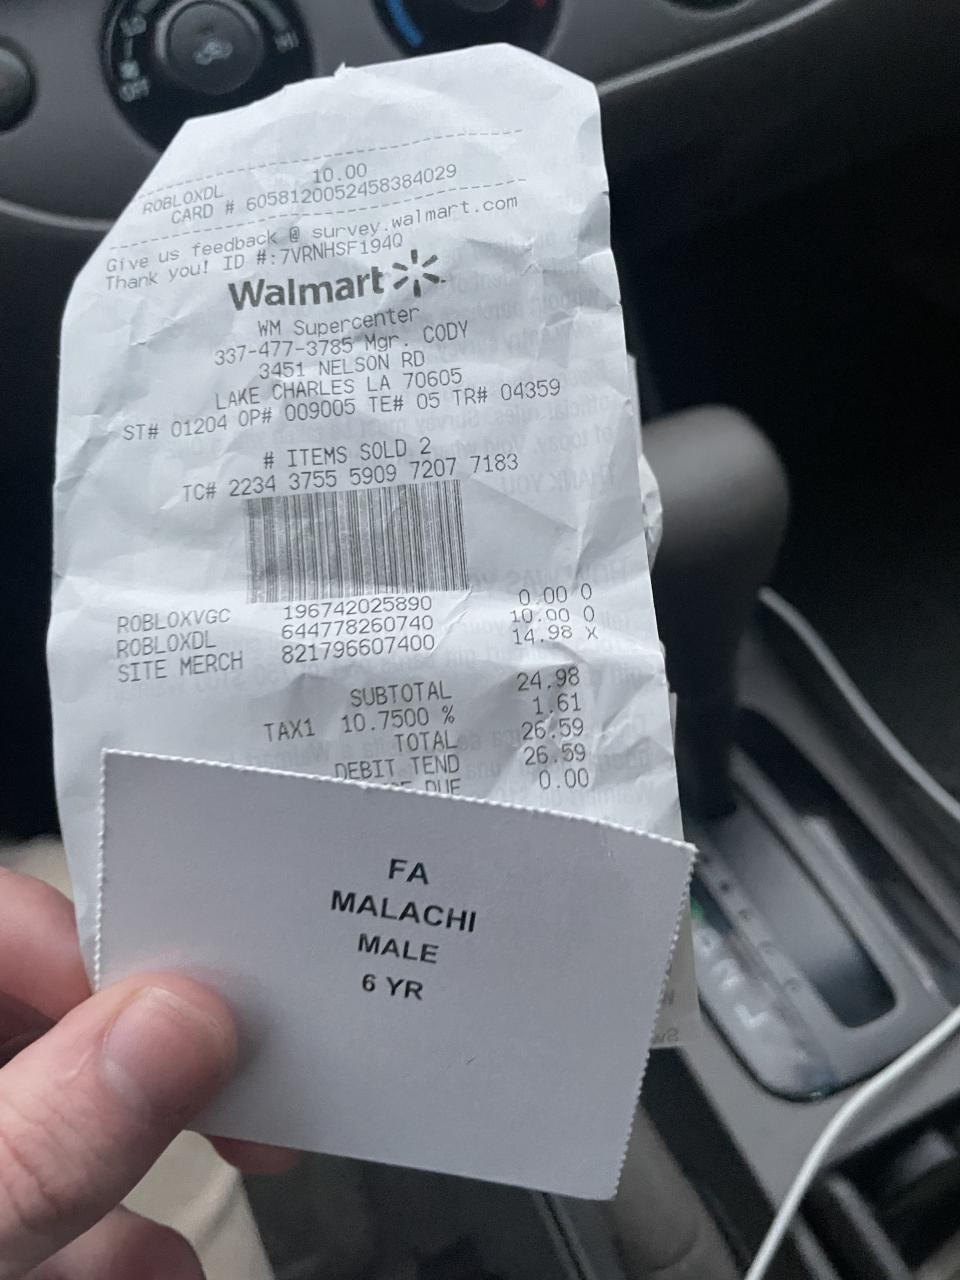 ROBLOXDL 10.00
CARD # 6058120052458384029
Give us feedback @ survey.walmart.com
Thank you! ID #:7VRNHSF194Q
Walmart
WM Supercenter
337-477-3785 Mgr. CODY
3451 NELSON RD
LAKE CHARLES LA 70605
ST# 01204 OP# 009005 TE# 05 TR# 04359
# ITEMS SOLD 2
TC# 2234 3755 5909 7207 7183
ROBLOXVGC 196742025890 0.00 O
ROBLOXDL 644778260740 10.00 O
SITE MERCH 821796607400 14.98 X
SUBTOTAL 24.98
TAX1 10.7500 % 1.61
TOTAL 26.59
DEBIT TEND 26.59
DUE 0.00
FA
MALACHI
MALE
6 YR